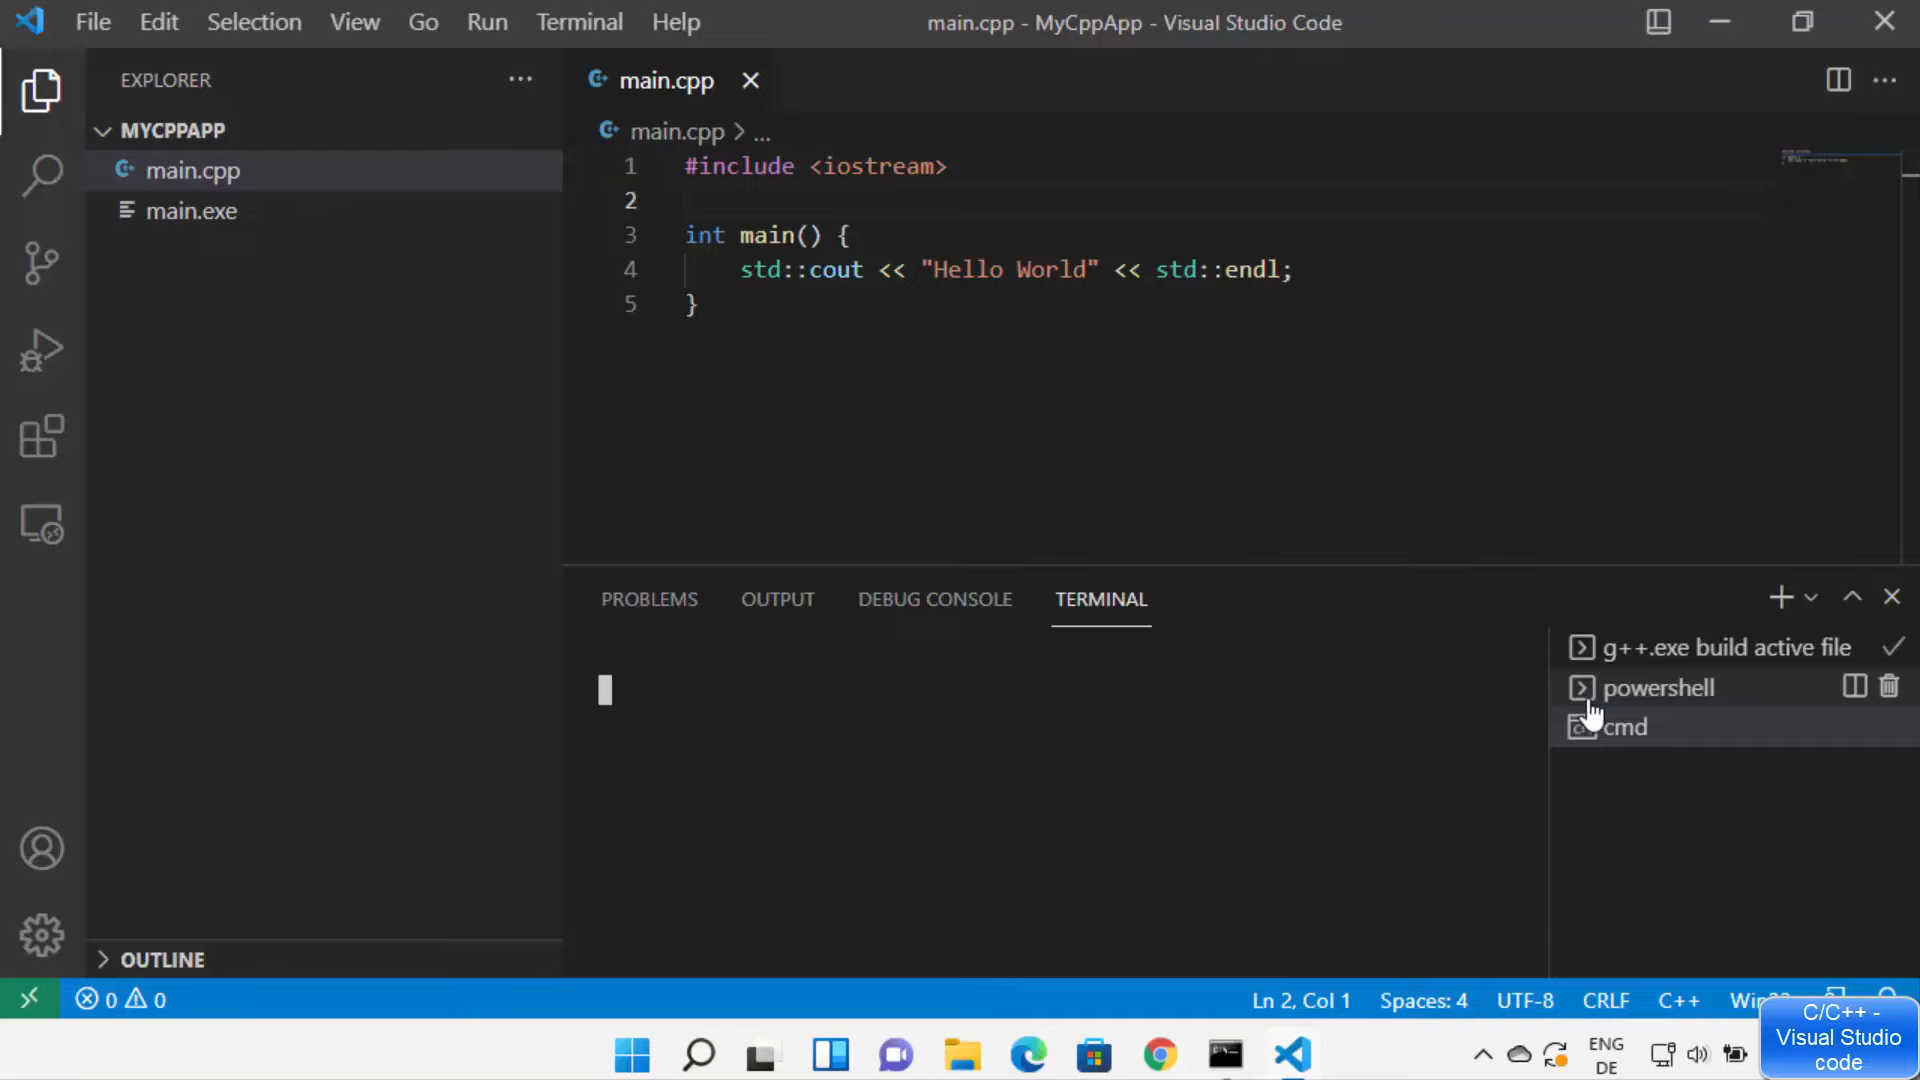 File Edit Selection View Go Run Terminal Help
main.cpp - MyCppApp - Visual Studio Code
EXPLORER
MYCPPAPP
main.cpp
main.exe
OUTLINE
main.cpp
main.cpp > ...
1 #include <iostream>
2
3 int main() {
4 std::cout << "Hello World" << std::endl;
5 }
PROBLEMS OUTPUT DEBUG CONSOLE TERMINAL
g++.exe build active file
powershell
cmd
0 0
Ln 2, Col 1 Spaces: 4 UTF-8 CRLF C++
ENG
DE
C/C++ -
Visual Studio
code